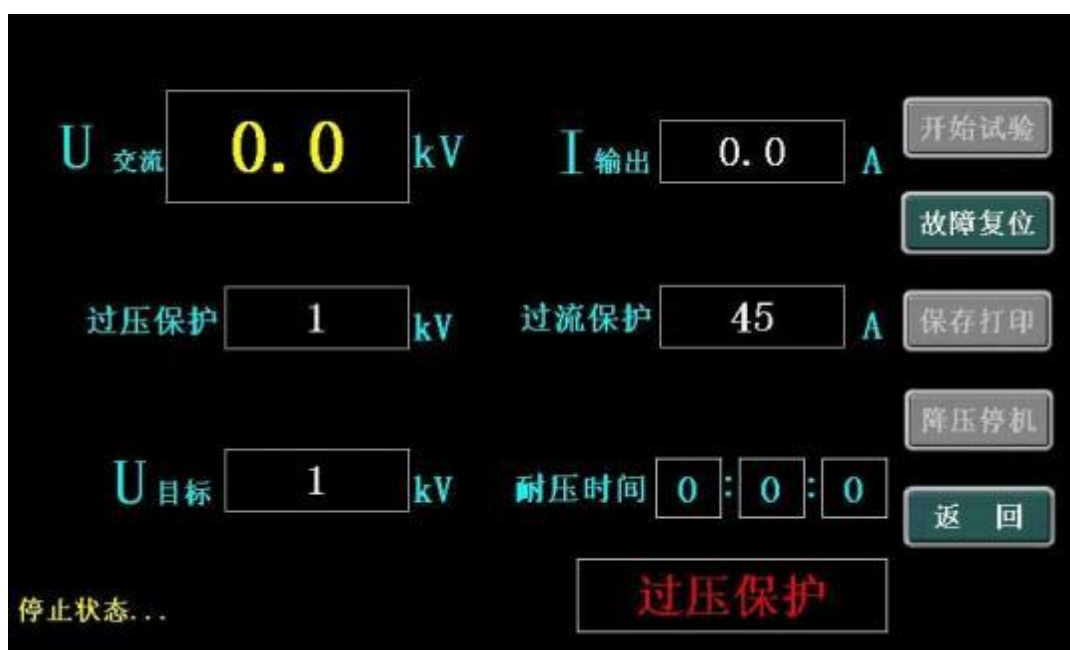 U 交流 0.0 kV I 输出 0.0 A 开始试验
故障复位
过压保护 1 kV 过流保护 45 A 保存打印
降压停机
U 目标 1 kV 耐压时间 0 : 0 : 0
返 回
过压保护
停止状态...